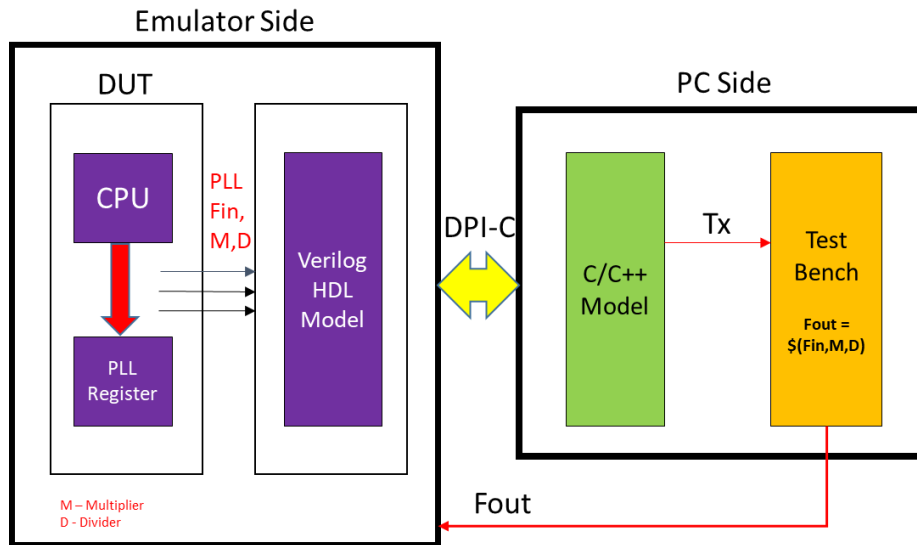 Emulator Side
DUT
CPU
PLL
Register
PLL
Fin,
M,D
Verilog
HDL
Model
M – Multiplier
D - Divider
DPI-C
PC Side
C/C++
Model
Tx
Test
Bench
Fout =
$(Fin,M,D)
Fout